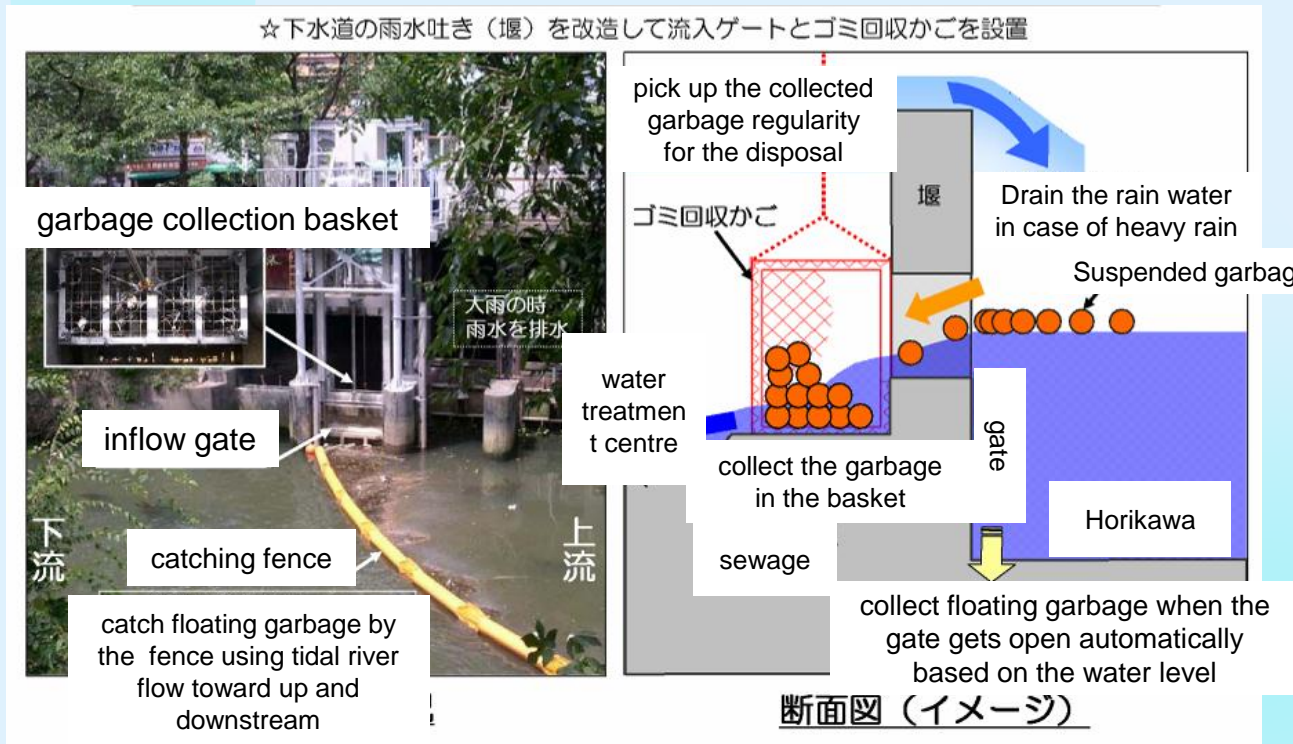 ☆下水道の雨水吐き（堰）を改造して流入ゲートとゴミ回収かごを設置
garbage collection basket
大雨の時
雨水を排水
inflow gate
下流
上流
catching fence
catch floating garbage by
the fence using tidal river
flow toward up and
downstream
pick up the collected
garbage regularity
for the disposal
堰
ゴミ回収かご
Drain the rain water
in case of heavy rain
Suspended garbag
water
treatmen
t centre
gate
collect the garbage
in the basket
Horikawa
sewage
collect floating garbage when the
gate gets open automatically
based on the water level
断面図（イメージ）